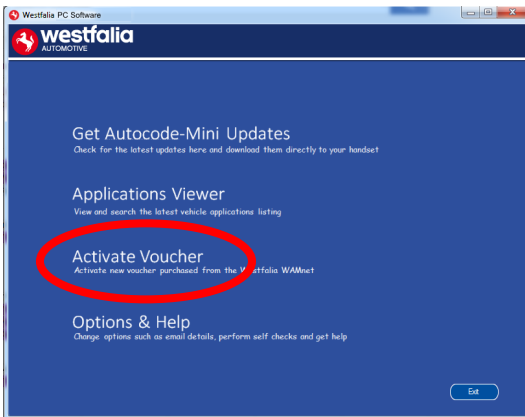 Westfalia PC Software
westfalia
AUTOMOTIVE
Get Autocode-Mini Updates
Check for the latest updates here and download them directly to your handset
Applications Viewer
View and search the latest vehicle applications listing
Activate Voucher
Activate new voucher purchased from the Westfalia WAMnet
Options & Help
Change options such as email details, perform self checks and get help
Exit